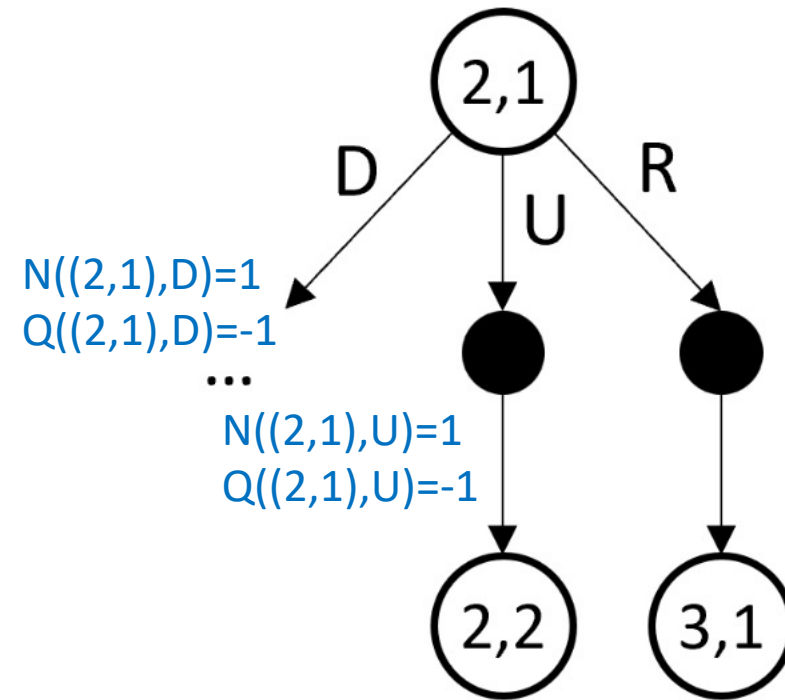 2,1
D
U
R
N((2,1),D)=1
Q((2,1),D)=-1
...
N((2,1),U)=1
Q((2,1),U)=-1
2,2
3,1